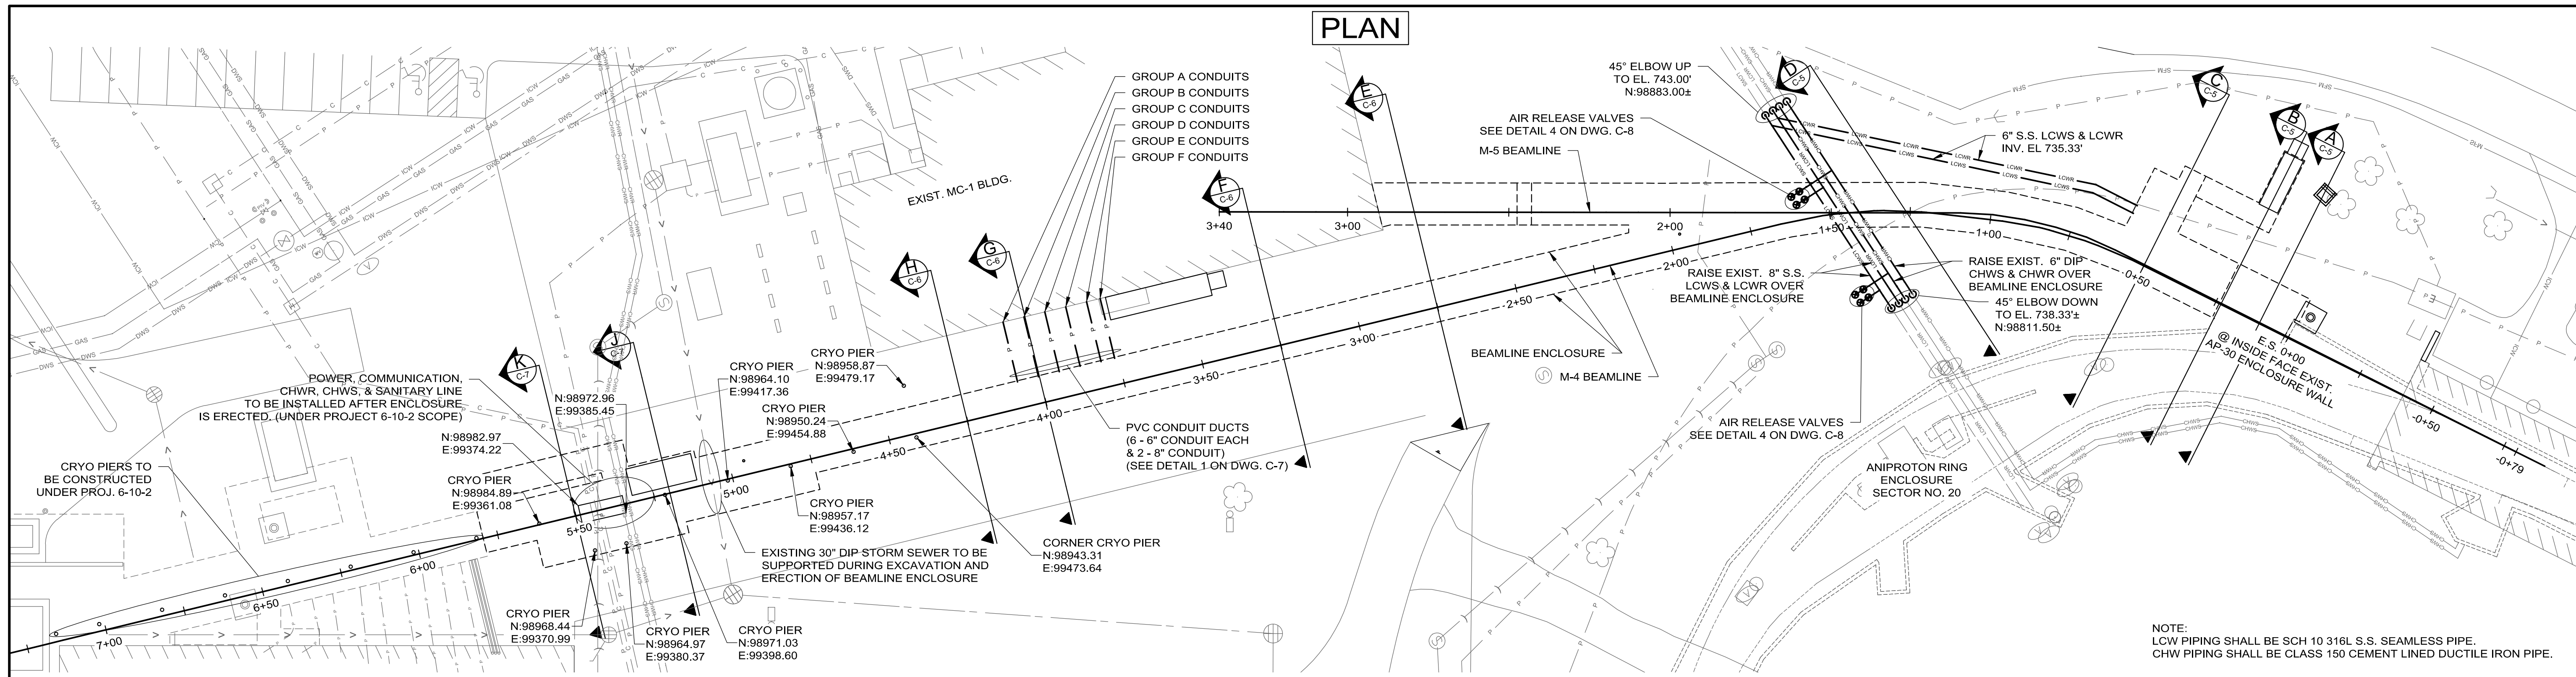 PLAN
GROUP A CONDUITS
GROUP B CONDUITS
GROUP C CONDUITS
GROUP D CONDUITS
GROUP E CONDUITS
GROUP F CONDUITS
EXIST. MC-1 BLDG.
45° ELBOW UP
TO EL. 743.00'
N:98883.00±
AIR RELEASE VALVES
SEE DETAIL 4 ON DWG. C-8
M-5 BEAMLINE
6" S.S. LCWS & LCWR
INV. EL 735.33'
A
C-5
B
C-5
C
C-5
D
C-5
E
C-6
F
C-6
G
C-6
H
C-6
J
C-7
K
C-7
3+40
3+00
2+00
1+50
1+00
0+50
RAISE EXIST. 8" S.S.
LCWS & LCWR OVER
BEAMLINE ENCLOSURE
RAISE EXIST. 6" DIP
CHWS & CHWR OVER
BEAMLINE ENCLOSURE
45° ELBOW DOWN
TO EL. 738.33'±
N:98811.50±
E.S. 0+00
@ INSIDE FACE EXIST.
AP-30 ENCLOSURE WALL
-0+50
-0+79
2+00
2+50
3+00
3+50
4+00
4+50
5+00
5+50
6+00
6+50
7+00
BEAMLINE ENCLOSURE
M-4 BEAMLINE
AIR RELEASE VALVES
SEE DETAIL 4 ON DWG. C-8
ANIPROTON RING
ENCLOSURE
SECTOR NO. 20
POWER, COMMUNICATION,
CHWR, CHWS, & SANITARY LINE
TO BE INSTALLED AFTER ENCLOSURE
IS ERECTED. (UNDER PROJECT 6-10-2 SCOPE)
CRYO PIERS TO
BE CONSTRUCTED
UNDER PROJ. 6-10-2
N:98982.97
E:99374.22
CRYO PIER
N:98984.89
E:99361.08
N:98972.96
E:99385.45
CRYO PIER
N:98964.10
E:99417.36
CRYO PIER
N:98958.87
E:99479.17
CRYO PIER
N:98950.24
E:99454.88
CRYO PIER
N:98957.17
E:99436.12
CORNER CRYO PIER
N:98943.31
E:99473.64
PVC CONDUIT DUCTS
(6 - 6" CONDUIT EACH
& 2 - 8" CONDUIT)
(SEE DETAIL 1 ON DWG. C-7)
EXISTING 30" DIP STORM SEWER TO BE
SUPPORTED DURING EXCAVATION AND
ERECTION OF BEAMLINE ENCLOSURE
CRYO PIER
N:98968.44
E:99370.99
CRYO PIER
N:98964.97
E:99380.37
CRYO PIER
N:98971.03
E:99398.60
NOTE:
LCW PIPING SHALL BE SCH 10 316L S.S. SEAMLESS PIPE.
CHW PIPING SHALL BE CLASS 150 CEMENT LINED DUCTILE IRON PIPE.